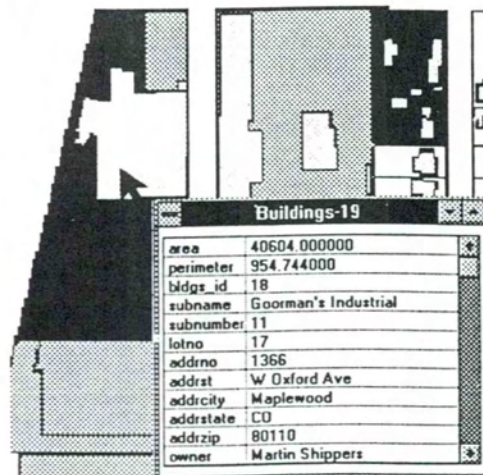 Buildings-19
area 40604.000000
perimeter 954.744000
bldgs_id 18
subname Goorman's Industrial
subnumber 11
lotno 17
addrno 1366
addrst W Oxford Ave
addrcity Maplewood
addrstate CO
addrzip 80110
owner Martin Shippers